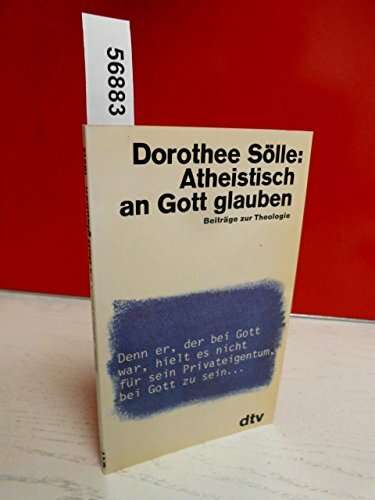 56883
Dorothee Sölle:
Atheistisch
an Gott glauben
Beiträge zur Theologie
Denn er, der bei Gott
war, hielt es nicht
für sein Privateigentum,
bei Gott zu sein...
dtv